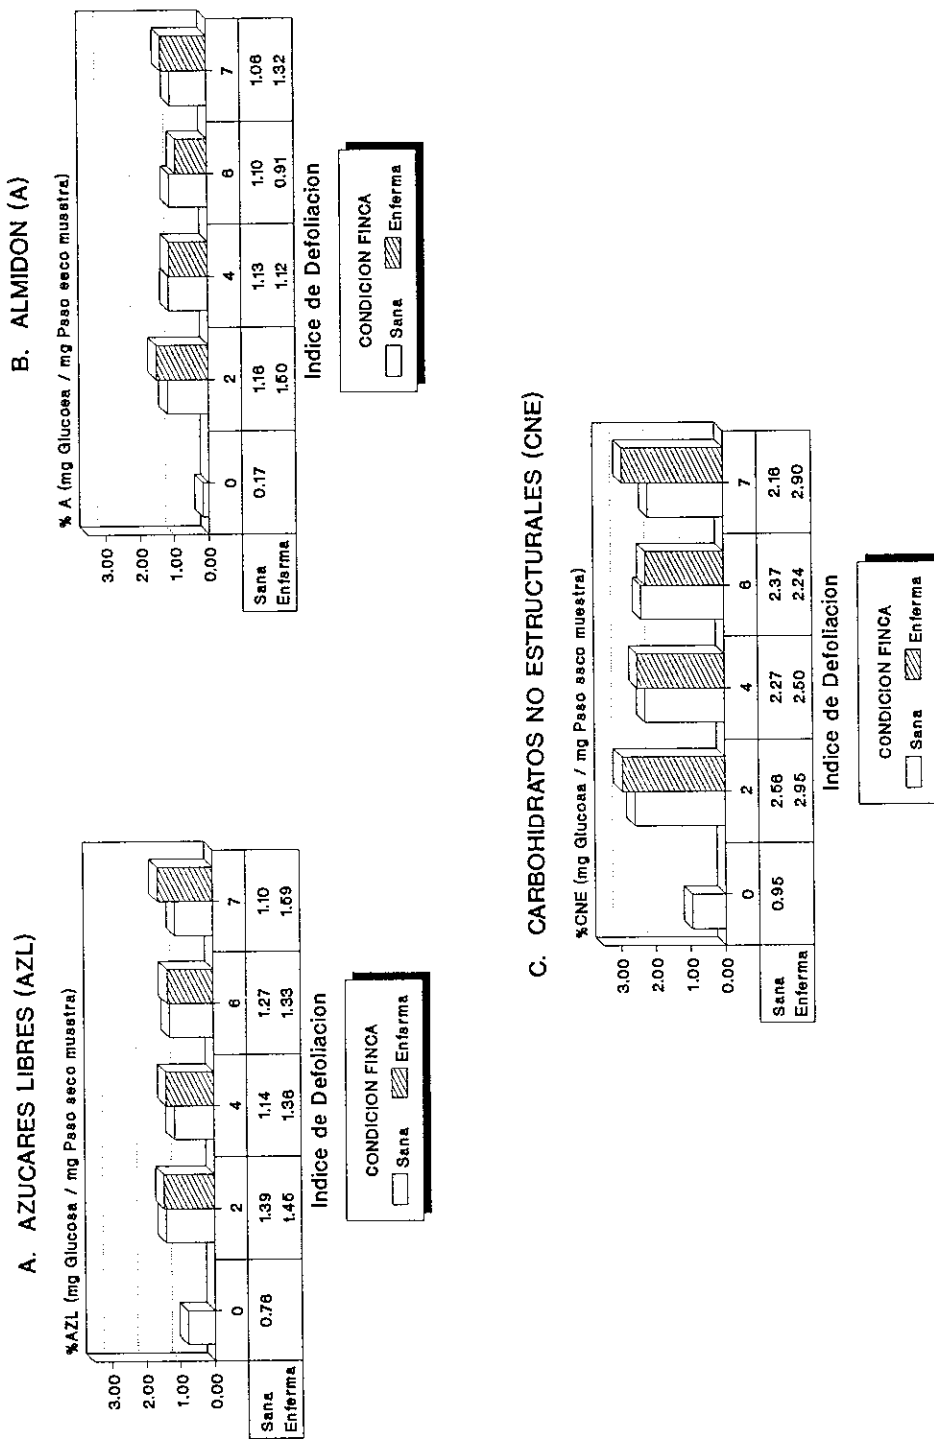 A. AZUCARES LIBRES (AZL)
%AZL (mg Glucosa / mg Peso seco muestra)
3.00
2.00
1.00
0.00
0 2 4 6 7
Sana 0.76 1.39 1.14 1.27 1.10
Enferma 1.45 1.36 1.33 1.59
Indice de Defoliacion
CONDICION FINCA
Sana Enferma
B. ALMIDON (A)
% A (mg Glucosa / mg Peso seco muestra)
3.00
2.00
1.00
0.00
0 2 4 6 7
Sana 0.17 1.16 1.13 1.10 1.08
Enferma 1.50 1.12 0.91 1.32
Indice de Defoliacion
CONDICION FINCA
Sana Enferma
C. CARBOHIDRATOS NO ESTRUCTURALES (CNE)
%CNE (mg Glucosa / mg Peso seco muestra)
3.00
2.00
1.00
0.00
0 2 4 6 7
Sana 0.95 2.56 2.27 2.37 2.18
Enferma 2.95 2.50 2.24 2.90
Indice de Defoliacion
CONDICION FINCA
Sana Enferma